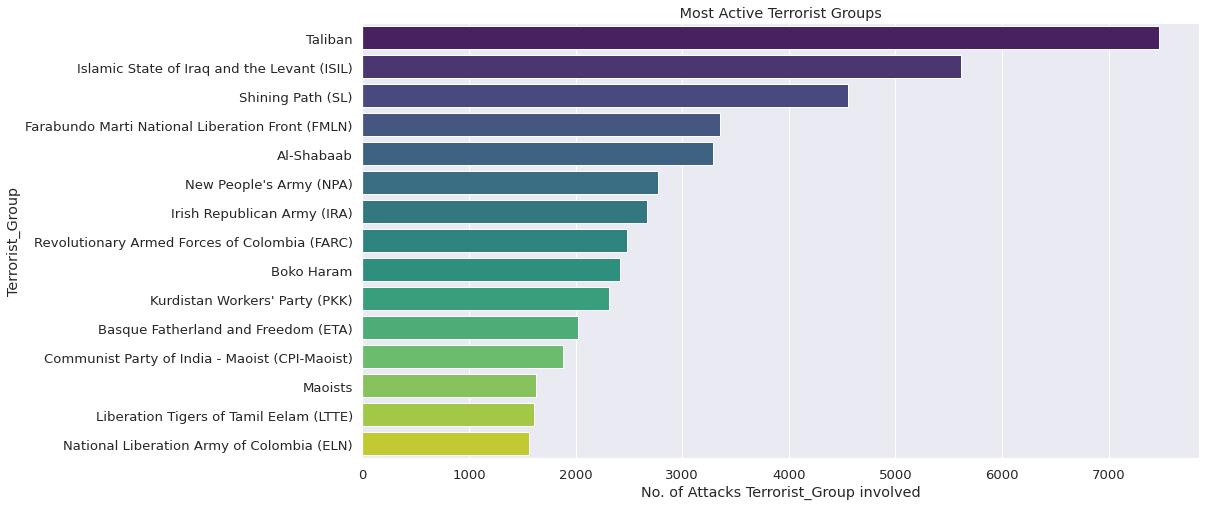 Most Active Terrorist Groups
Terrorist_Group
Taliban
Islamic State of Iraq and the Levant (ISIL)
Shining Path (SL)
Farabundo Marti National Liberation Front (FMLN)
Al-Shabaab
New People's Army (NPA)
Irish Republican Army (IRA)
Revolutionary Armed Forces of Colombia (FARC)
Boko Haram
Kurdistan Workers' Party (PKK)
Basque Fatherland and Freedom (ETA)
Communist Party of India - Maoist (CPI-Maoist)
Maoists
Liberation Tigers of Tamil Eelam (LTTE)
National Liberation Army of Colombia (ELN)
0 1000 2000 3000 4000 5000 6000 7000
No. of Attacks Terrorist_Group involved